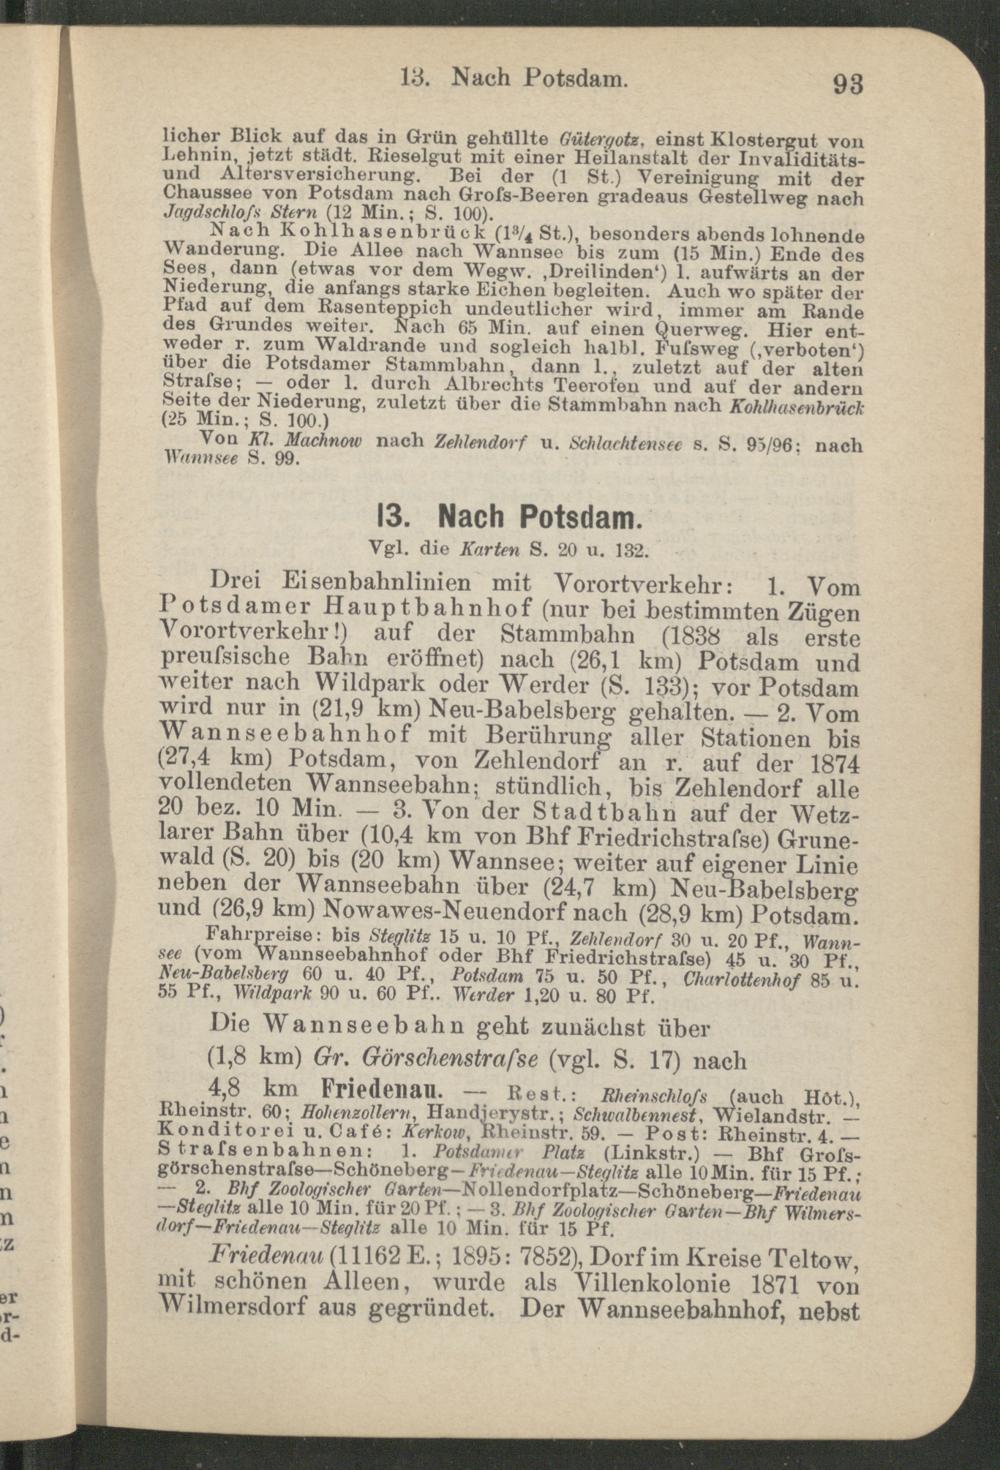 13. Nach Potsdam.
93
licher Blick auf das in Grün gehüllte Gütergotz, einst Klostergut von
Lehnin, jetzt städt. Rieselgut mit einer Heilanstalt der Invaliditäts-
und Altersversicherung. Bei der (1 St.) Vereinigung mit der
Chaussee von Potsdam nach Groſs-Beeren gradeaus Gestellweg nach
Jagdschloſs Stern (12 Min.; S. 100).
Nach Kohlhasenbrück (1¾ St.), besonders abends lohnende
Wanderung. Die Allee nach Wannsee bis zum (15 Min.) Ende des
Sees, dann (etwas vor dem Wegw. ‚Dreilinden‘) l. aufwärts an der
Niederung, die anfangs starke Eichen begleiten. Auch wo später der
Pfad auf dem Rasenteppich undeutlicher wird, immer am Rande
des Grundes weiter. Nach 65 Min. auf einen Querweg. Hier ent-
weder r. zum Waldrande und sogleich halbl. Fuſsweg (‚verboten‘)
über die Potsdamer Stammbahn, dann l., zuletzt auf der alten
Straſse; — oder l. durch Albrechts Teerofen und auf der andern
Seite der Niederung, zuletzt über die Stammbahn nach Kohlhasenbrück
(25 Min.; S. 100.)
Von Kl. Machnow nach Zehlendorf u. Schlachtensee s. S. 95/96; nach
Wannsee S. 99.
13. Nach Potsdam.
Vgl. die Karten S. 20 u. 132.
Drei Eisenbahnlinien mit Vorortverkehr: 1. Vom
Potsdamer Hauptbahnhof (nur bei bestimmten Zügen
Vorortverkehr!) auf der Stammbahn (1838 als erste
preuſsische Bahn eröffnet) nach (26,1 km) Potsdam und
weiter nach Wildpark oder Werder (S. 133); vor Potsdam
wird nur in (21,9 km) Neu-Babelsberg gehalten. — 2. Vom
Wannseebahnhof mit Berührung aller Stationen bis
(27,4 km) Potsdam, von Zehlendorf an r. auf der 1874
vollendeten Wannseebahn; stündlich, bis Zehlendorf alle
20 bez. 10 Min. — 3. Von der Stadtbahn auf der Wetz-
larer Bahn über (10,4 km von Bhf Friedrichstraſse) Grune-
wald (S. 20) bis (20 km) Wannsee; weiter auf eigener Linie
neben der Wannseebahn über (24,7 km) Neu-Babelsberg
und (26,9 km) Nowawes-Neuendorf nach (28,9 km) Potsdam.
Fahrpreise: bis Steglitz 15 u. 10 Pf., Zehlendorf 30 u. 20 Pf., Wann-
see (vom Wannseebahnhof oder Bhf Friedrichstraſse) 45 u. 30 Pf.,
Neu-Babelsberg 60 u. 40 Pf., Potsdam 75 u. 50 Pf., Charlottenhof 85 u.
55 Pf., Wildpark 90 u. 60 Pf.. Werder 1,20 u. 80 Pf.
Die Wannseebahn geht zunächst über
(1,8 km) Gr. Görschenstraſse (vgl. S. 17) nach
4,8 km Friedenau. — Rest.: Rheinschloſs (auch Hôt.),
Rheinstr. 60; Hohenzollern, Handjerystr.; Schwalbennest, Wielandstr. —
Konditorei u. Café: Kerkow, Rheinstr. 59. — Post: Rheinstr. 4. —
Straſsenbahnen: 1. Potsdamer Platz (Linkstr.) — Bhf Groſs-
görschenstraſse—Schöneberg—Friedenau—Steglitz alle 10 Min. für 15 Pf.;
— 2. Bhf Zoologischer Garten—Nollendorfplatz—Schöneberg—Friedenau
—Steglitz alle 10 Min. für 20 Pf.; — 3. Bhf Zoologischer Garten—Bhf Wilmers-
dorf—Friedenau—Steglitz alle 10 Min. für 15 Pf.
Friedenau (11162 E.; 1895: 7852), Dorf im Kreise Teltow,
mit schönen Alleen, wurde als Villenkolonie 1871 von
Wilmersdorf aus gegründet. Der Wannseebahnhof, nebst